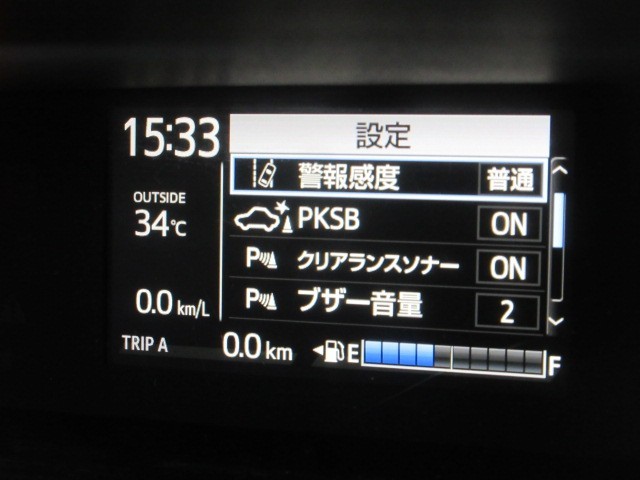 15:33
設定
警報感度 普通
OUTSIDE
34℃
PKSB ON
クリアランスソナー ON
P ブザー音量 2
0.0 km/L
TRIP A 0.0 km E F